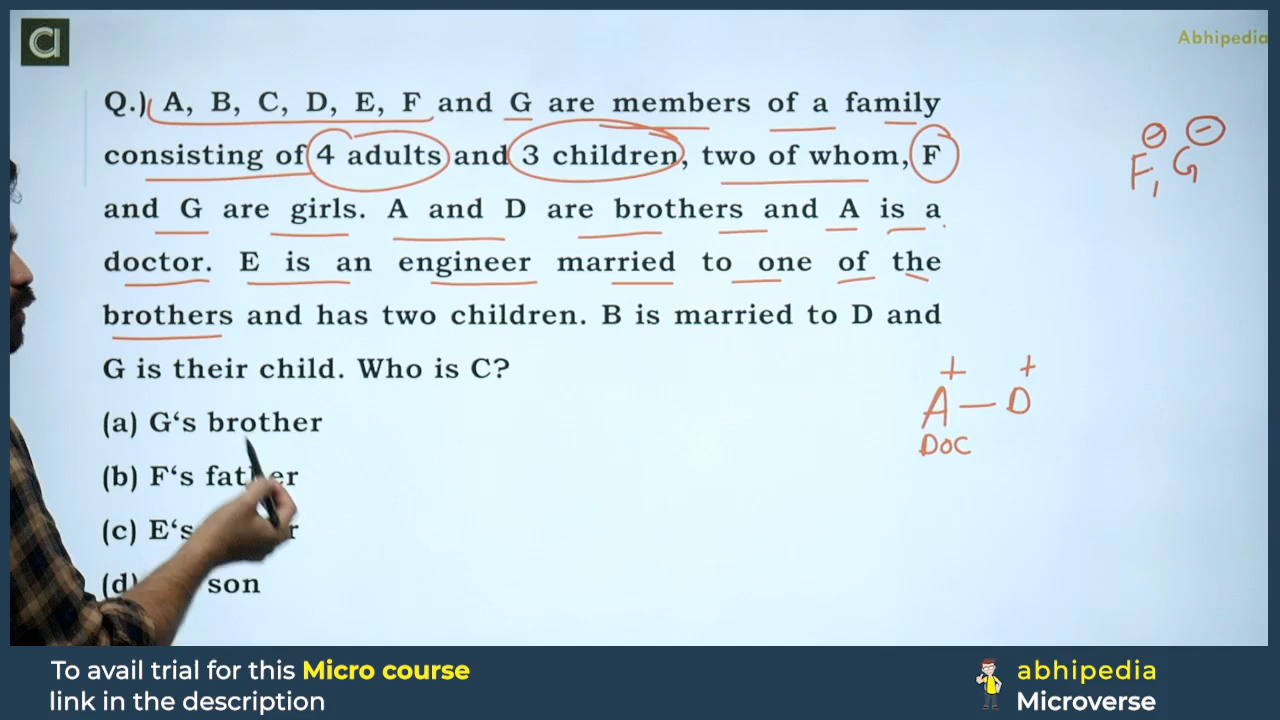 Abhipedia
Q.) A, B, C, D, E, F and G are members of a family
consisting of 4 adults and 3 children, two of whom, F
and G are girls. A and D are brothers and A is a
doctor. E is an engineer married to one of the
brothers and has two children. B is married to D and
G is their child. Who is C?
(a) G‘s brother
(b) F‘s father
(c) E‘s
(d) son
F, G
A — D
DOC
To avail trial for this Micro course
link in the description
abhipedia
Microverse